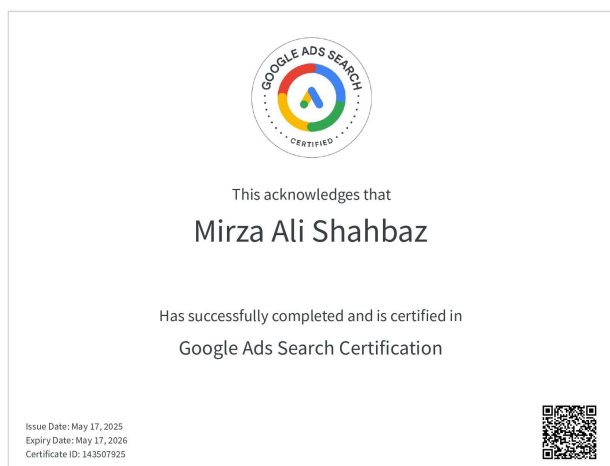 GOOGLE ADS SEARCH
CERTIFIED
This acknowledges that
Mirza Ali Shahbaz
Has successfully completed and is certified in
Google Ads Search Certification
Issue Date: May 17, 2025
Expiry Date: May 17, 2026
Certificate ID: 143507925